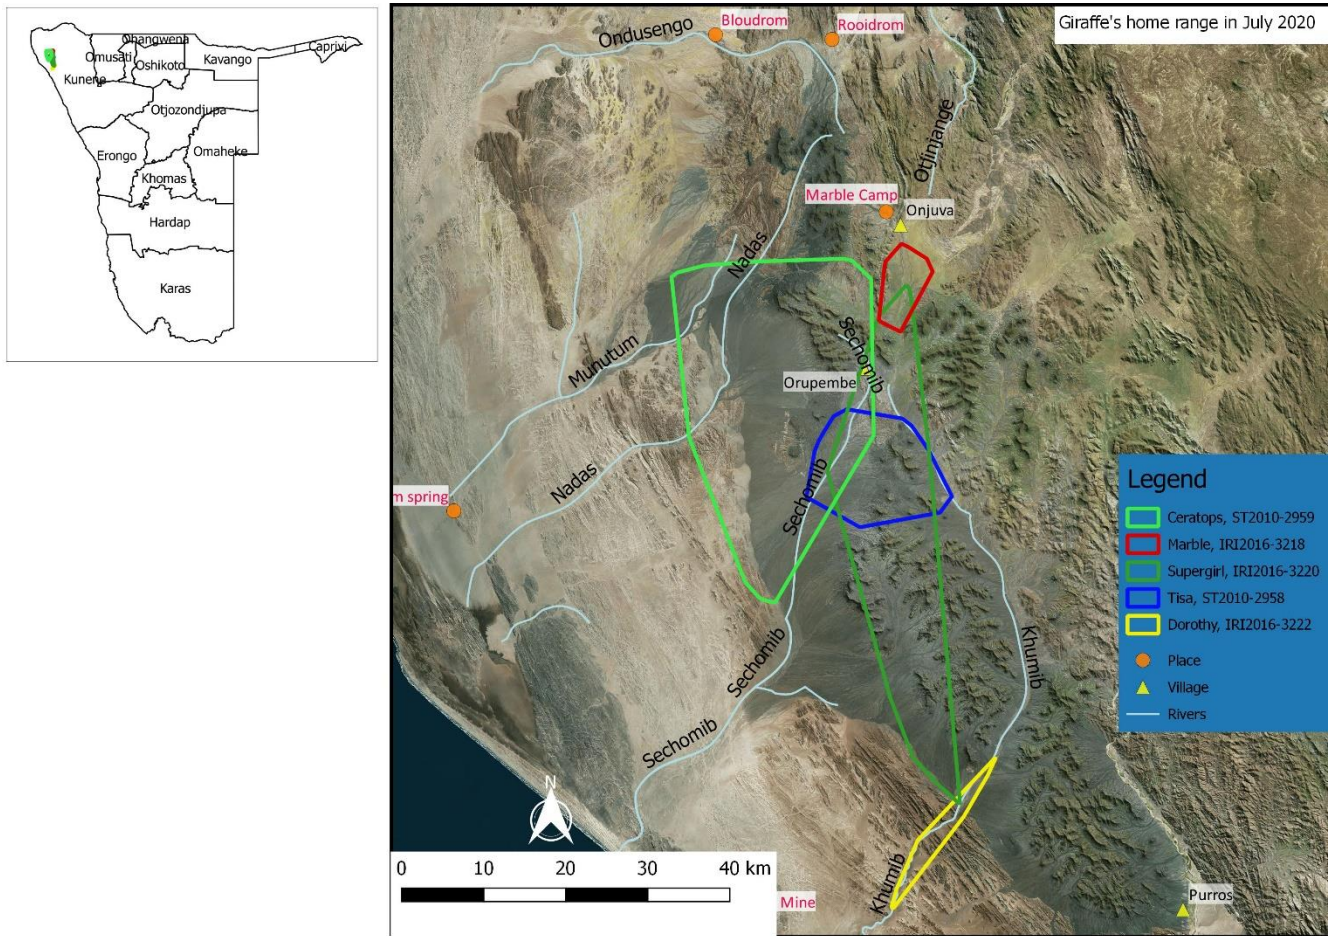 Ohangwena
Caprivi
Omusati
Oshikoto
Kavango
Kunene
Otjozondjupa
Erongo
Omaheke
Khomas
Hardap
Karas
Giraffe's home range in July 2020
Bloudrom
Rooidrom
Ondusengo
Otjinjange
Marble Camp
Onjuva
Nadas
Sechomib
Munutum
Orupembe
Nadas
Sechomib
m spring
Legend
Ceratops, ST2010-2959
Marble, IRI2016-3218
Supergirl, IRI2016-3220
Tisa, ST2010-2958
Dorothy, IRI2016-3222
Place
Village
Rivers
Khumib
Sechomib
Sechomib
N
0 10 20 30 40 km
Khumib
Mine
Purros